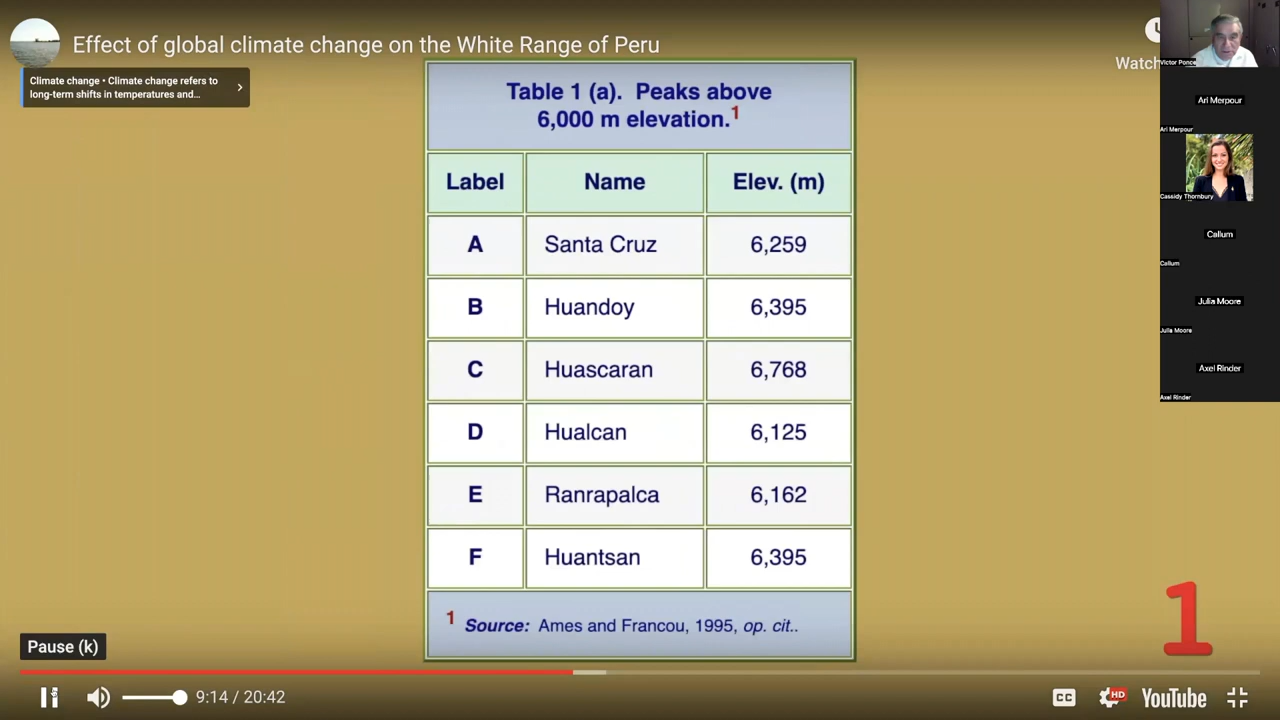 Effect of global climate change on the White Range of Peru
Climate change • Climate change refers to
long-term shifts in temperatures and...
Watch
Table 1 (a). Peaks above
6,000 m elevation.1
Label Name Elev. (m)
A Santa Cruz 6,259
B Huandoy 6,395
C Huascaran 6,768
D Hualcan 6,125
E Ranrapalca 6,162
F Huantsan 6,395
1 Source: Ames and Francou, 1995, op. cit..
1
Pause (k)
9:14 / 20:42
CC
HD
YouTube
Victor Ponce
Ari Merpour
Ari Merpour
Cassidy Thornbury
Callum
Callum
Julia Moore
Julia Moore
Axel Rinder
Axel Rinder